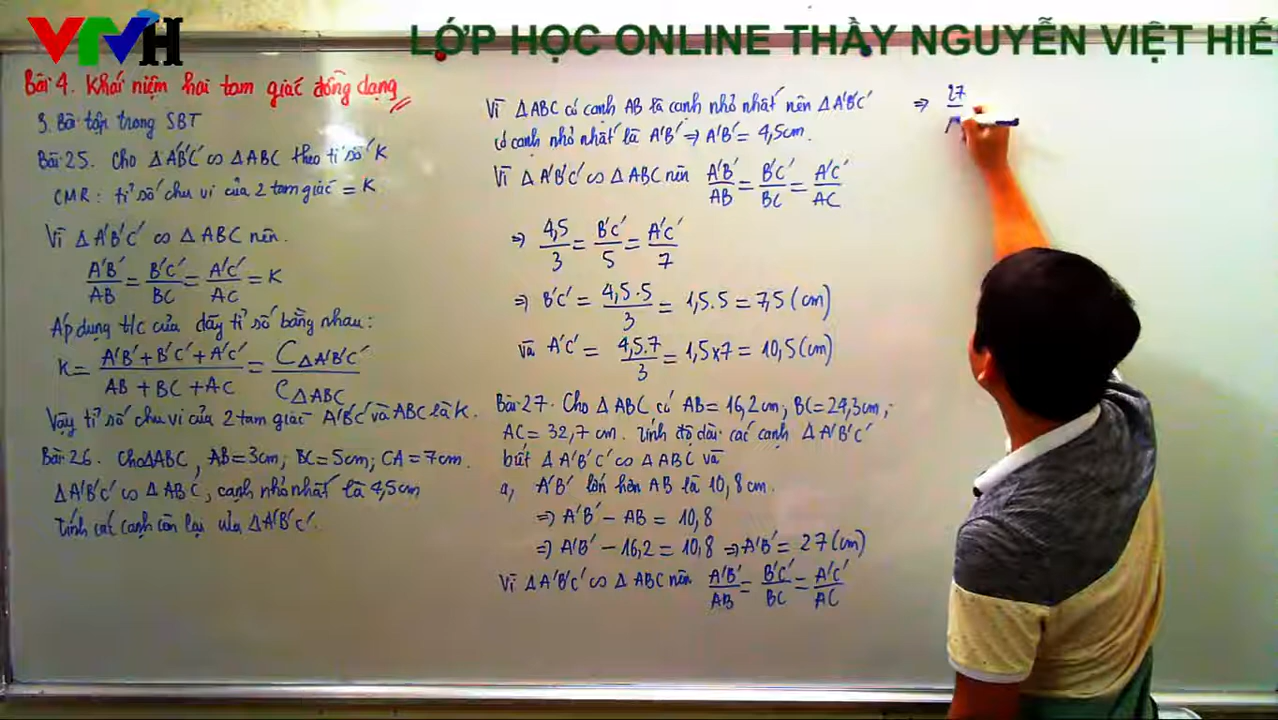 VTVH
LỚP HỌC ONLINE THẦY NGUYỄN VIỆT HIẾ
Bài 4. Khái niệm hai tam giác đồng dạng
3. Bài tập trong SBT
Bài 25. Cho ΔA'B'C' ∽ ΔABC theo tỉ số K
CMR: tỉ số chu vi của 2 tam giác = K
Vì ΔA'B'C' ∽ ΔABC nên.
A'B'/AB = B'C'/BC = A'C'/AC = K
Áp dụng t/c của dãy tỉ số bằng nhau:
K = (A'B' + B'C' + A'C')/(AB + BC + AC) = C ΔA'B'C'/C ΔABC
Vậy tỉ số chu vi của 2 tam giác A'B'C' và ABC là K.
Bài 26. Cho ΔABC, AB = 3cm; BC = 5cm; CA = 7cm.
ΔA'B'C' ∽ ΔABC, cạnh nhỏ nhất là 4,5cm
Tính các cạnh còn lại của ΔA'B'C'.
Vì ΔABC có cạnh AB là cạnh nhỏ nhất nên ΔA'B'C'
có cạnh nhỏ nhất là A'B' ⇒ A'B' = 4,5cm.
Vì ΔA'B'C' ∽ ΔABC nên A'B'/AB = B'C'/BC = A'C'/AC
⇒ 4,5/3 = B'C'/5 = A'C'/7
⇒ B'C' = 4,5.5/3 = 1,5.5 = 7,5 (cm)
và A'C' = 4,5.7/3 = 1,5×7 = 10,5 (cm)
Bài 27. Cho ΔABC có AB = 16,2cm; BC = 24,3cm;
AC = 32,7 cm. Tính độ dài các cạnh ΔA'B'C'
biết ΔA'B'C' ∽ ΔABC và
a, A'B' lớn hơn AB là 10,8cm.
⇒ A'B' − AB = 10,8
⇒ A'B' − 16,2 = 10,8 ⇒ A'B' = 27 (cm)
Vì ΔA'B'C' ∽ ΔABC nên A'B'/AB = B'C'/BC = A'C'/AC
⇒ 27